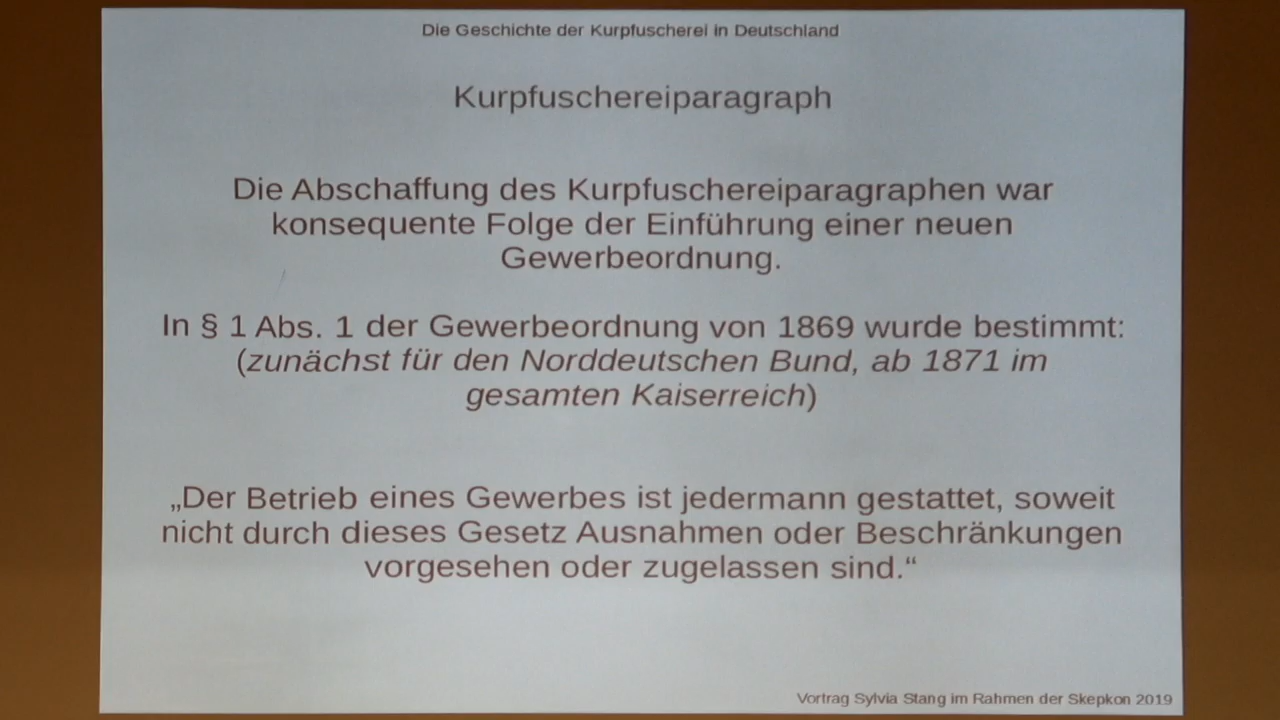 Die Geschichte der Kurpfuscherei in Deutschland
Kurpfuschereiparagraph
Die Abschaffung des Kurpfuschereiparagraphen war
konsequente Folge der Einführung einer neuen
Gewerbeordnung.
In § 1 Abs. 1 der Gewerbeordnung von 1869 wurde bestimmt:
(zunächst für den Norddeutschen Bund, ab 1871 im
gesamten Kaiserreich)
„Der Betrieb eines Gewerbes ist jedermann gestattet, soweit
nicht durch dieses Gesetz Ausnahmen oder Beschränkungen
vorgesehen oder zugelassen sind.“
Vortrag Sylvia Stang im Rahmen der Skepkon 2019